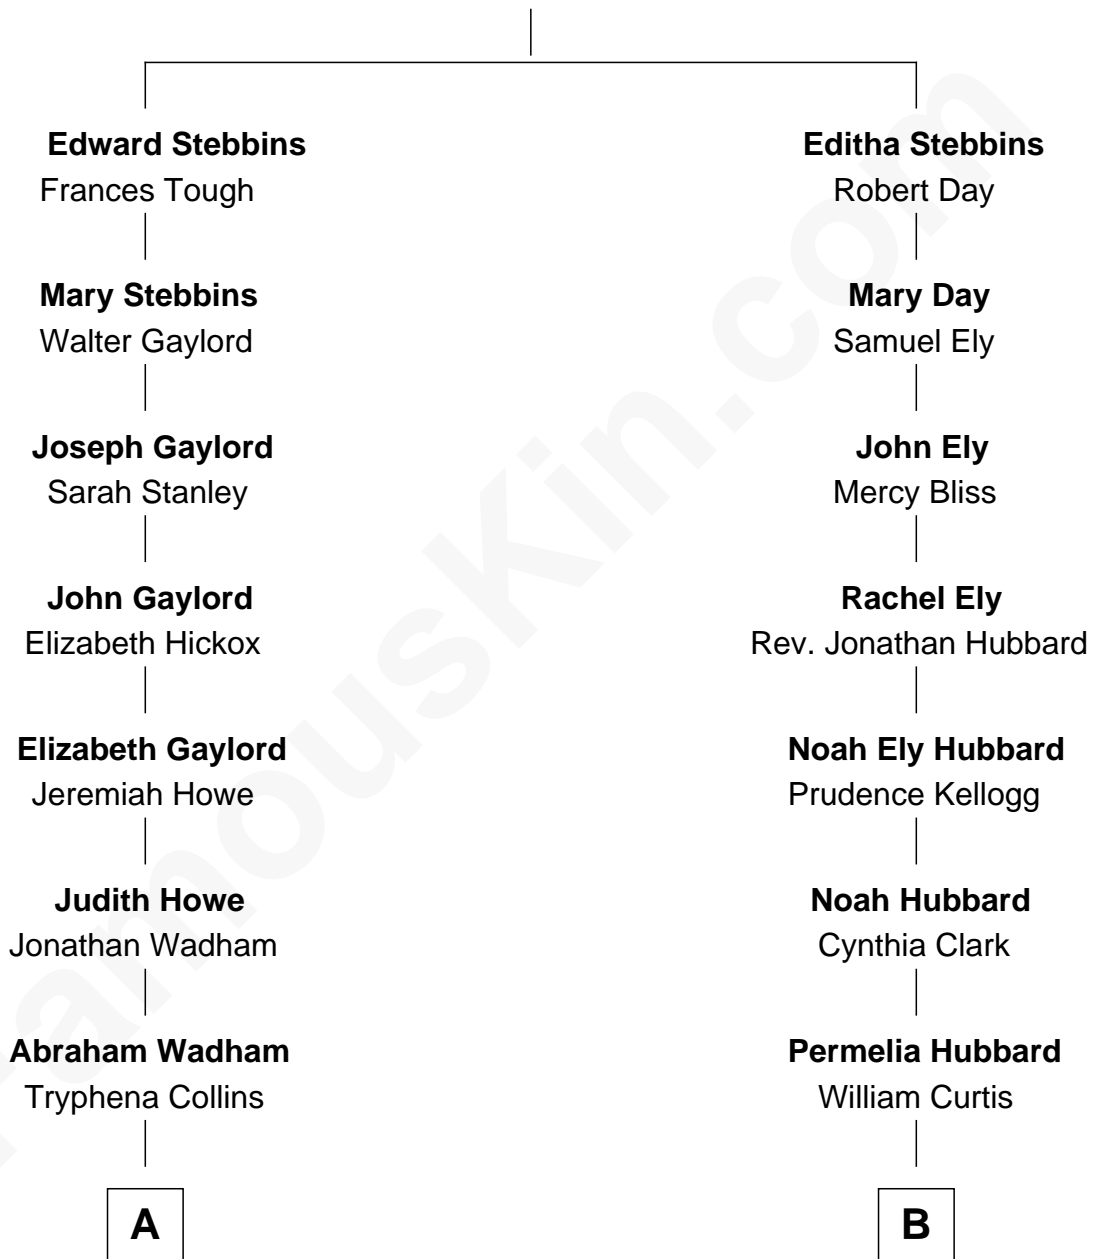 Edward Stebbins
Frances Tough
Mary Stebbins
Walter Gaylord
Joseph Gaylord
Sarah Stanley
John Gaylord
Elizabeth Hickox
Elizabeth Gaylord
Jeremiah Howe
Judith Howe
Jonathan Wadham
Abraham Wadham
Tryphena Collins
A
Editha Stebbins
Robert Day
Mary Day
Samuel Ely
John Ely
Mercy Bliss
Rachel Ely
Rev. Jonathan Hubbard
Noah Ely Hubbard
Prudence Kellogg
Noah Hubbard
Cynthia Clark
Permelia Hubbard
William Curtis
B
FamousKin.com